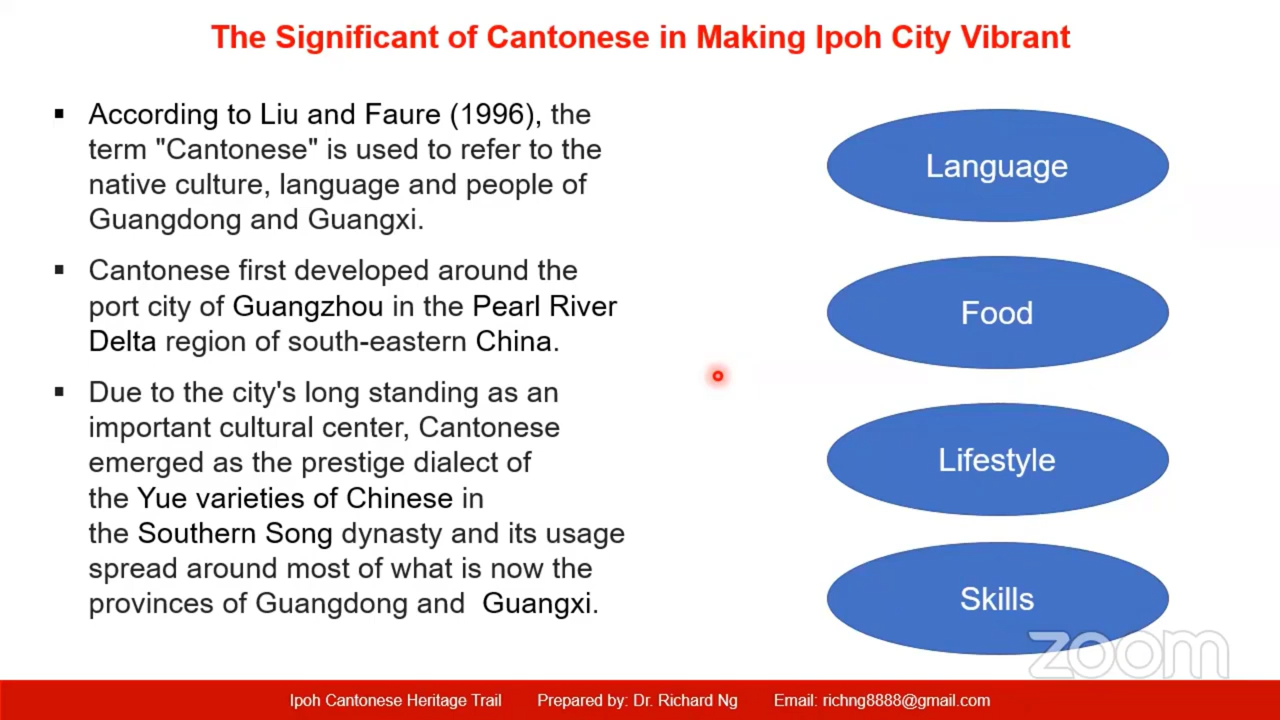 The Significant of Cantonese in Making Ipoh City Vibrant
▪ According to Liu and Faure (1996), the
term "Cantonese" is used to refer to the
native culture, language and people of
Guangdong and Guangxi.
▪ Cantonese first developed around the
port city of Guangzhou in the Pearl River
Delta region of south-eastern China.
▪ Due to the city's long standing as an
important cultural center, Cantonese
emerged as the prestige dialect of
the Yue varieties of Chinese in
the Southern Song dynasty and its usage
spread around most of what is now the
provinces of Guangdong and Guangxi.
Language
Food
Lifestyle
Skills
zoom
Ipoh Cantonese Heritage Trail Prepared by: Dr. Richard Ng Email: richng8888@gmail.com